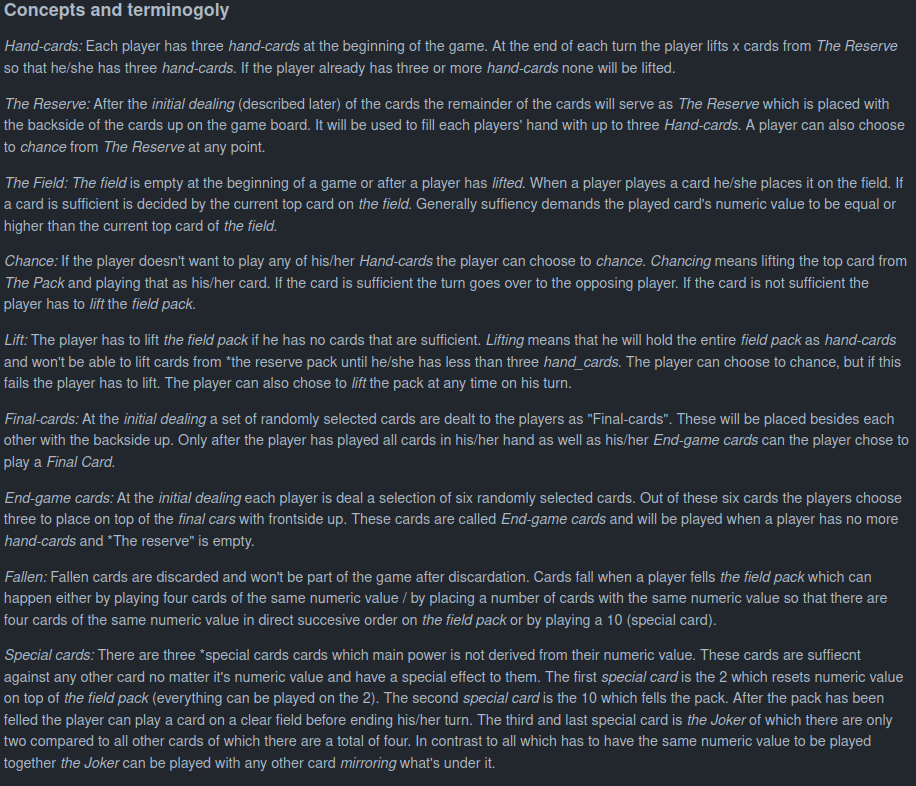 Concepts and terminogoly
Hand-cards: Each player has three hand-cards at the beginning of the game. At the end of each turn the player lifts x cards from The Reserve
so that he/she has three hand-cards. If the player already has three or more hand-cards none will be lifted.
The Reserve: After the initial dealing (described later) of the cards the remainder of the cards will serve as The Reserve which is placed with
the backside of the cards up on the game board. It will be used to fill each players' hand with up to three Hand-cards. A player can also choose
to chance from The Reserve at any point.
The Field: The field is empty at the beginning of a game or after a player has lifted. When a player playes a card he/she places it on the field. If
a card is sufficient is decided by the current top card on the field. Generally suffiency demands the played card's numeric value to be equal or
higher than the current top card of the field.
Chance: If the player doesn't want to play any of his/her Hand-cards the player can choose to chance. Chancing means lifting the top card from
The Pack and playing that as his/her card. If the card is sufficient the turn goes over to the opposing player. If the card is not sufficient the
player has to lift the field pack.
Lift: The player has to lift the field pack if he has no cards that are sufficient. Lifting means that he will hold the entire field pack as hand-cards
and won't be able to lift cards from *the reserve pack until he/she has less than three hand_cards. The player can choose to chance, but if this
fails the player has to lift. The player can also chose to lift the pack at any time on his turn.
Final-cards: At the initial dealing a set of randomly selected cards are dealt to the players as "Final-cards". These will be placed besides each
other with the backside up. Only after the player has played all cards in his/her hand as well as his/her End-game cards can the player chose to
play a Final Card.
End-game cards: At the initial dealing each player is deal a selection of six randomly selected cards. Out of these six cards the players choose
three to place on top of the final cars with frontside up. These cards are called End-game cards and will be played when a player has no more
hand-cards and *The reserve" is empty.
Fallen: Fallen cards are discarded and won't be part of the game after discardation. Cards fall when a player fells the field pack which can
happen either by playing four cards of the same numeric value / by placing a number of cards with the same numeric value so that there are
four cards of the same numeric value in direct succesive order on the field pack or by playing a 10 (special card).
Special cards: There are three *special cards cards which main power is not derived from their numeric value. These cards are suffiecnt
against any other card no matter it's numeric value and have a special effect to them. The first special card is the 2 which resets numeric value
on top of the field pack (everything can be played on the 2). The second special card is the 10 which fells the pack. After the pack has been
felled the player can play a card on a clear field before ending his/her turn. The third and last special card is the Joker of which there are only
two compared to all other cards of which there are a total of four. In contrast to all which has to have the same numeric value to be played
together the Joker can be played with any other card mirroring what's under it.